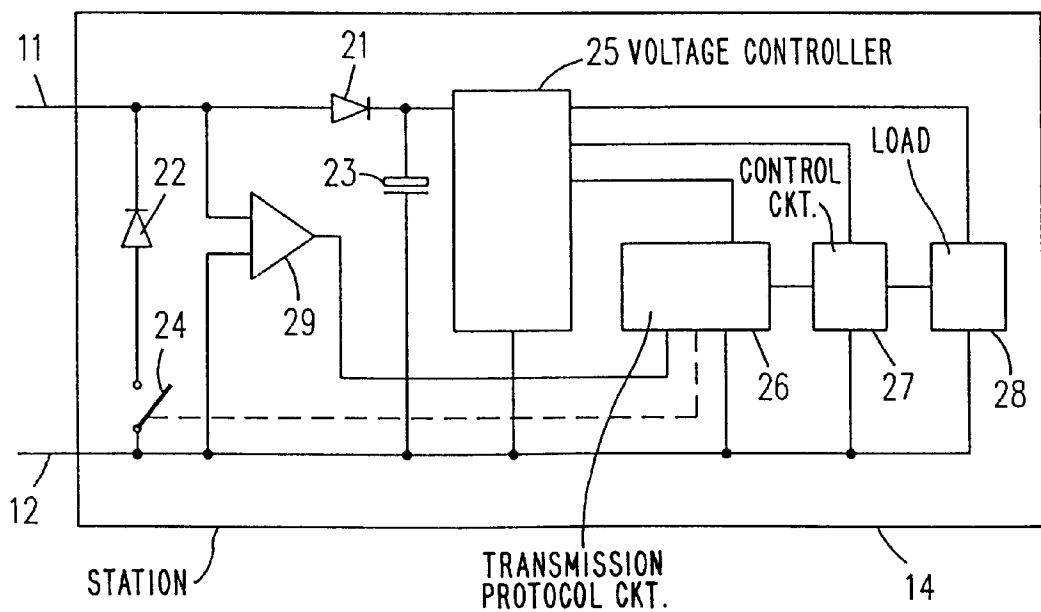 11
21
25 VOLTAGE CONTROLLER
22
23
LOAD
CONTROL
CKT.
24
29
26
27
28
12
STATION
TRANSMISSION
PROTOCOL CKT.
14